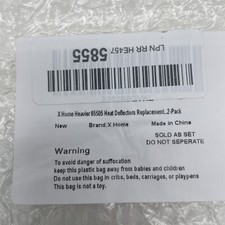 LPN RR HE457
5855
X Home Heavier 65505 Heat Deflectors Replacement, 2-Pack
New Brand:X Home Made in China
SOLD AS SET
DO NOT SEPERATE
Warning
To avoid danger of suffocation
keep this plastic bag away from babies and children
Do not use this bag in cribs, beds, carriages, or playpens
This bag is not a toy.